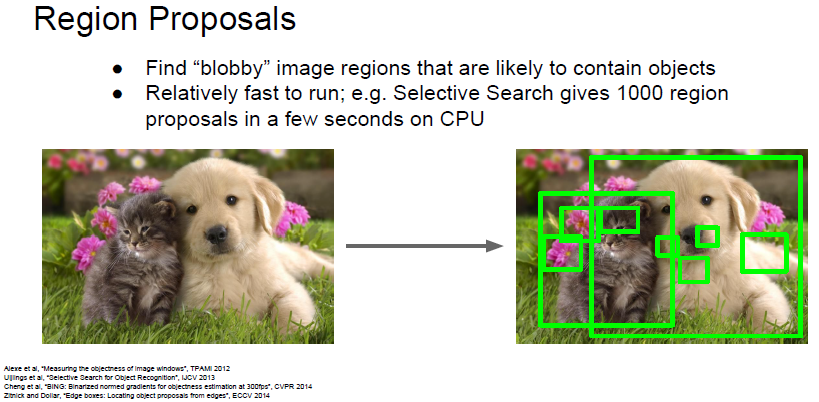 Region Proposals
● Find “blobby” image regions that are likely to contain objects
● Relatively fast to run; e.g. Selective Search gives 1000 region
proposals in a few seconds on CPU
Alexe et al, “Measuring the objectness of image windows”, TPAMI 2012
Uijlings et al, “Selective Search for Object Recognition”, IJCV 2013
Cheng et al, “BING: Binarized normed gradients for objectness estimation at 300fps”, CVPR 2014
Zitnick and Dollar, “Edge boxes: Locating object proposals from edges”, ECCV 2014